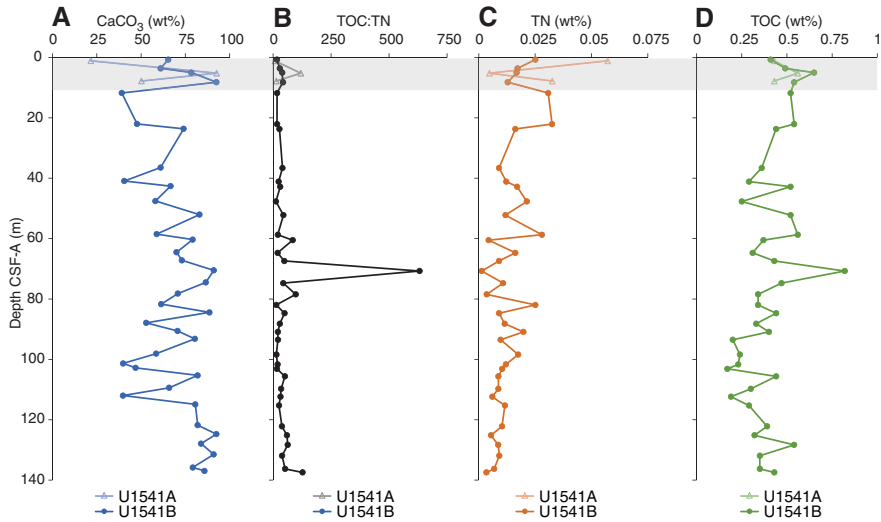 A CaCO3 (wt%) B TOC:TN C TN (wt%) D TOC (wt%)
0 25 50 75 100 0 250 500 750 0 0.025 0.05 0.075 0 0.25 0.5 0.75 1
0
20
40
60
80
100
120
140
Depth CSF-A (m)
U1541A U1541A U1541A U1541A
U1541B U1541B U1541B U1541B